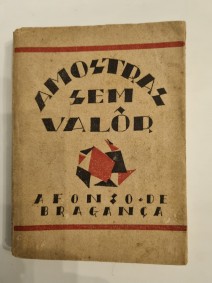 AMOSTRAS
SEM
VALÔR
AFONSO · DE
BRAGANÇA